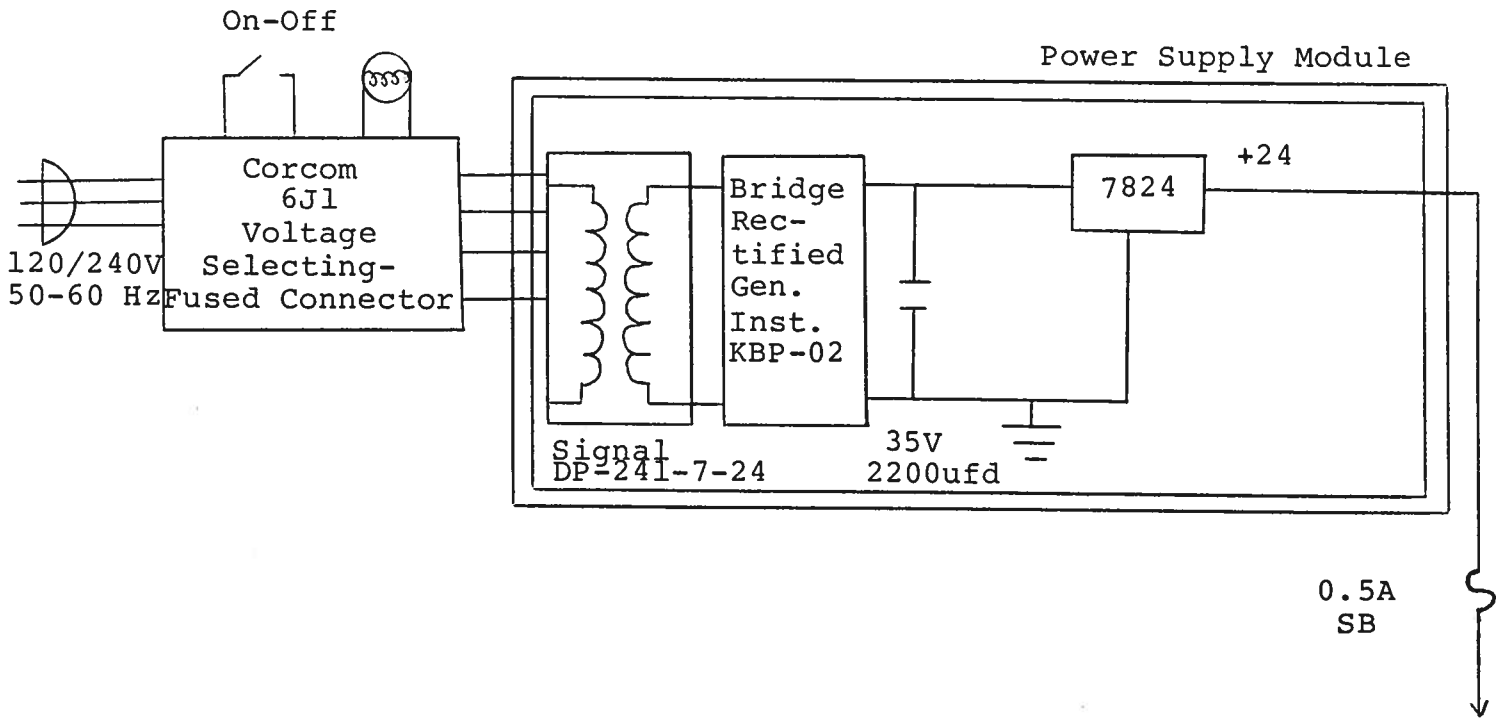 On-Off
Power Supply Module
Corcom
6J1
Voltage
Selecting-
Fused Connector
120/240V
50-60 Hz
Bridge
Rec-
tified
Gen.
Inst.
KBP-02
7824
+24
Signal
DP-241-7-24
35V
2200ufd
0.5A
SB